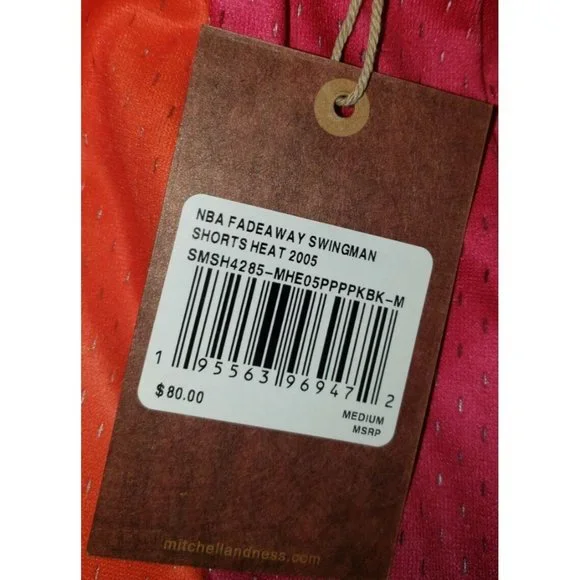 NBA FADEAWAY SWINGMAN
SHORTS HEAT 2005
SMSH4285-MHE05PPPPKBK-M
1 95563 96947 2
$80.00
MEDIUM
MSRP
mitchellandness.com